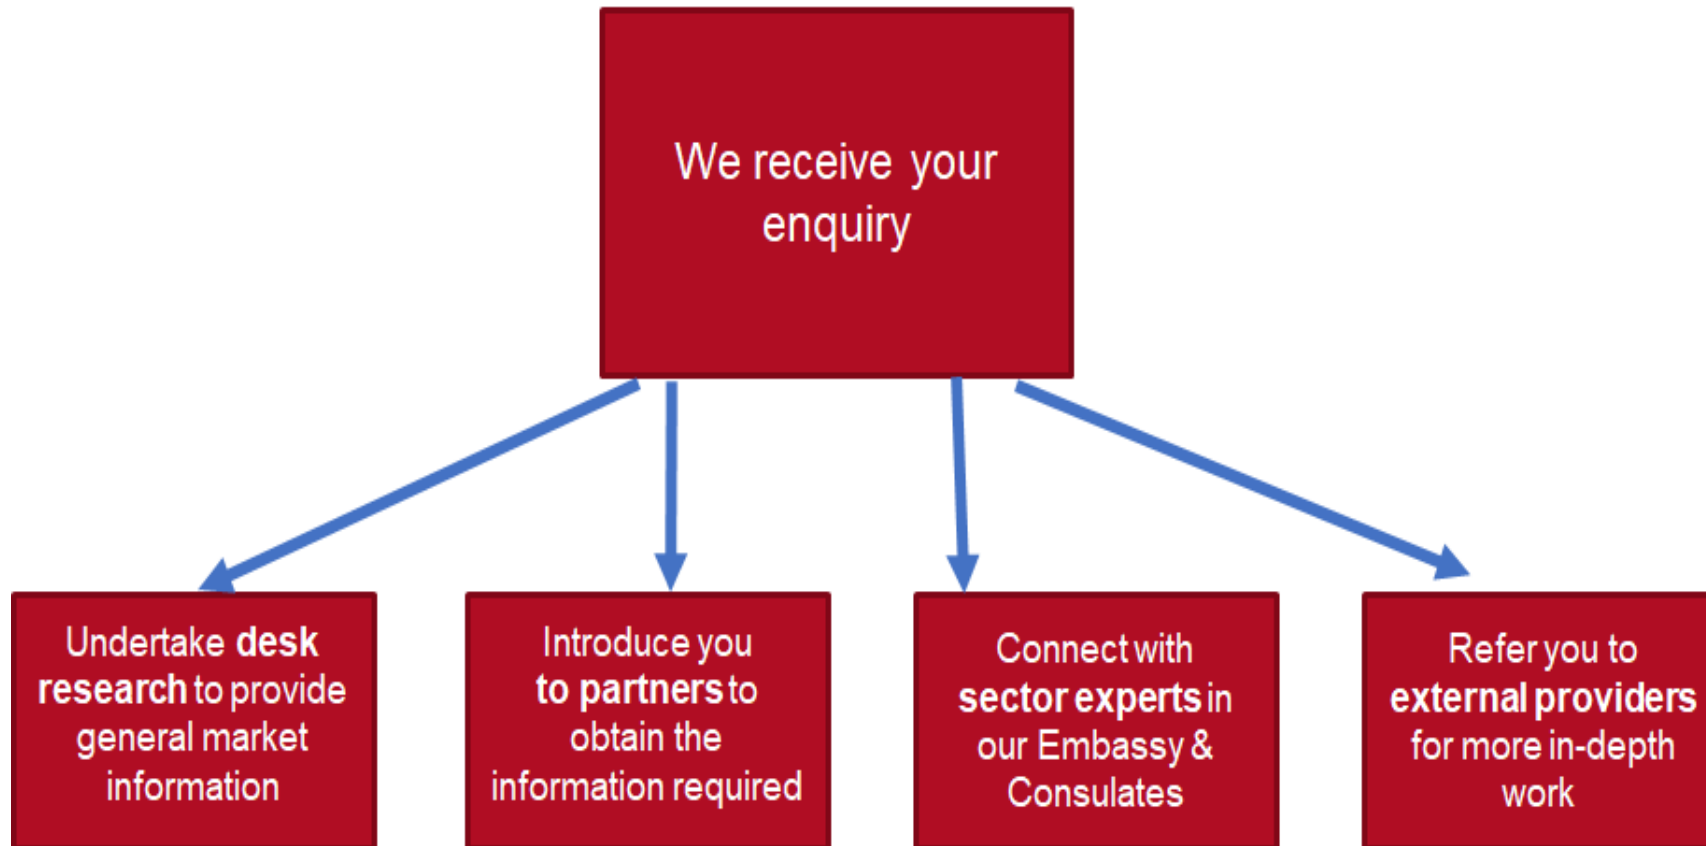 We receive your
enquiry
Undertake desk
research to provide
general market
information
Introduce you
to partners to
obtain the
information required
Connect with
sector experts in
our Embassy &
Consulates
Refer you to
external providers
for more in-depth
work